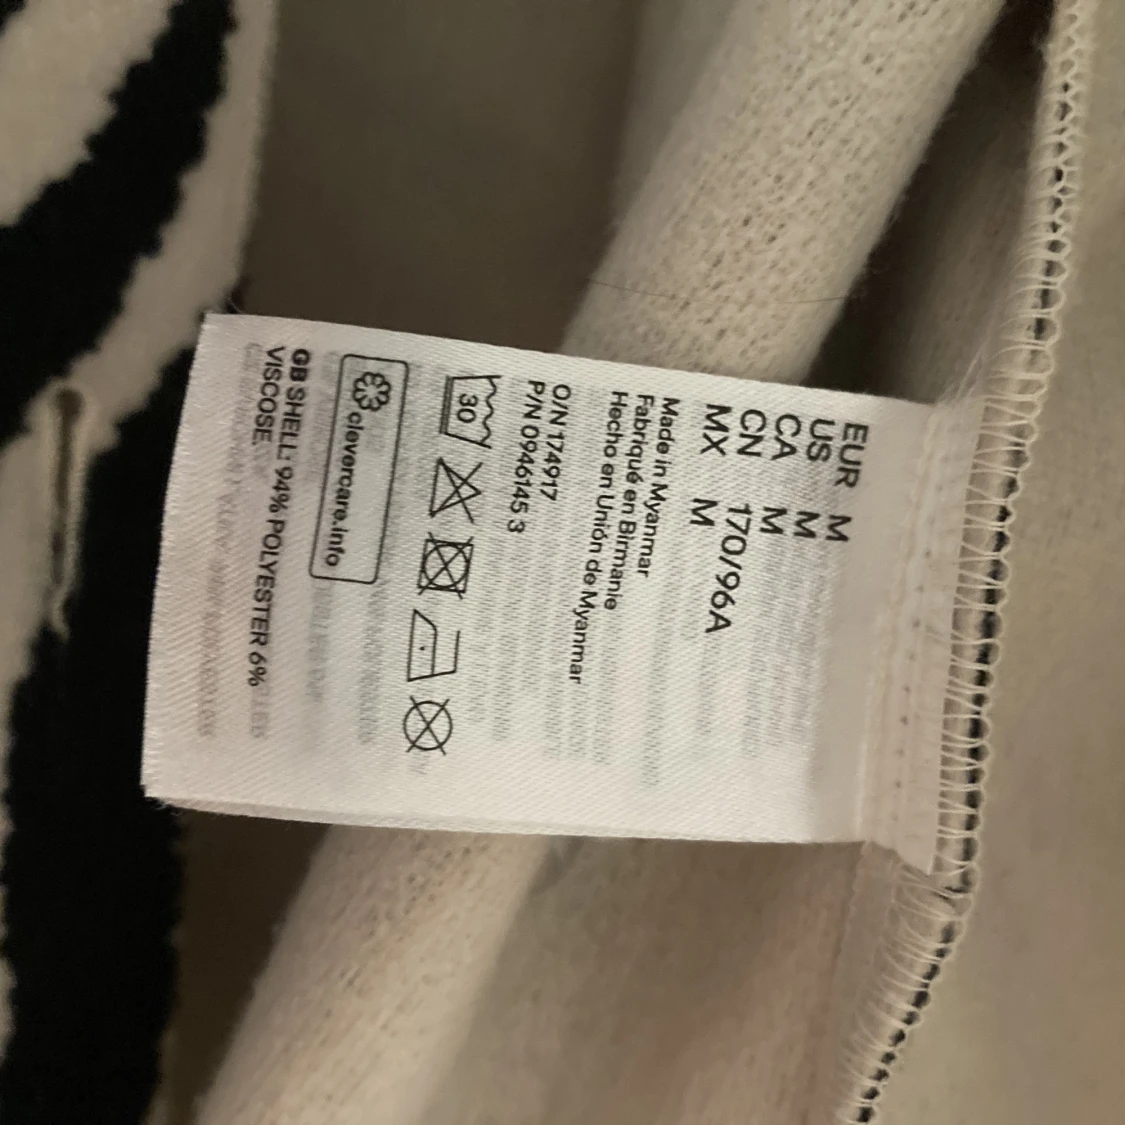 EUR M
US M
CA M
CN 170/96A
MX M
Made in Myanmar
Fabriqué en Birmanie
Hecho en Unión de Myanmar
O/N 174917
P/N 0946145 3
30
clevercare.info
GB SHELL: 94% POLYESTER 6%
VISCOSE